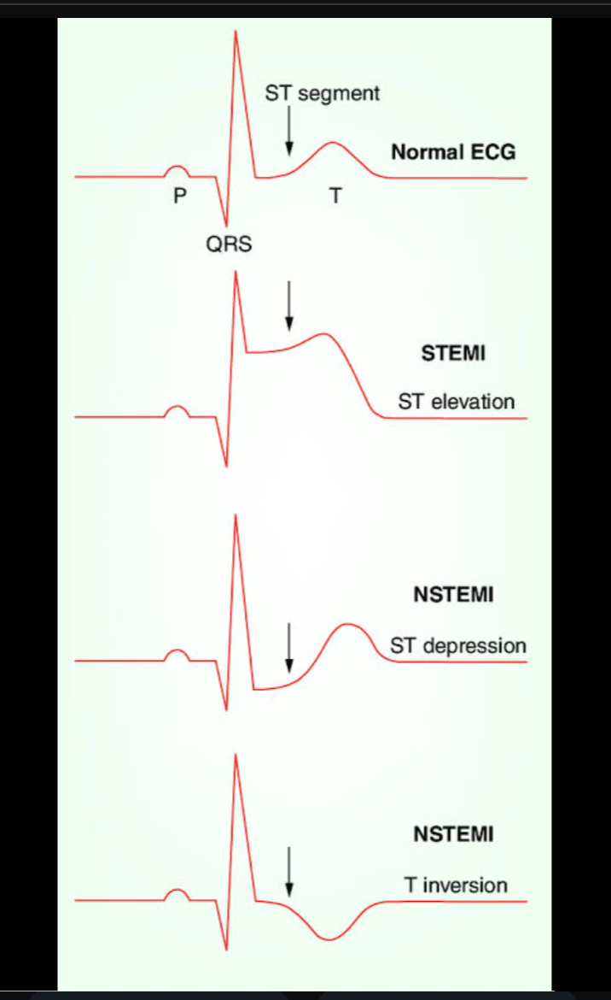 ST segment
Normal ECG
P
T
QRS
STEMI
ST elevation
NSTEMI
ST depression
NSTEMI
T inversion